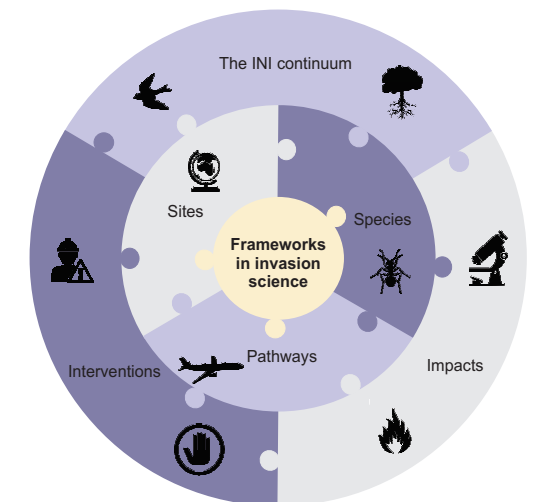 The INI continuum
Sites
Species
Frameworks
in invasion
science
Pathways
Interventions
Impacts